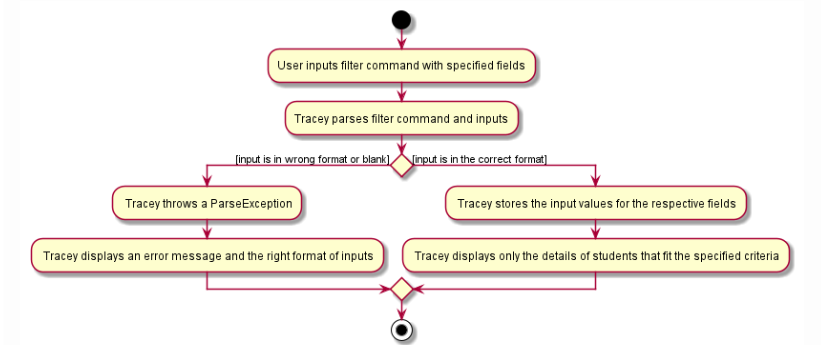 User inputs filter command with specified fields
Tracey parses filter command and inputs
[input is in wrong format or blank]
[input is in the correct format]
Tracey throws a ParseException
Tracey stores the input values for the respective fields
Tracey displays an error message and the right format of inputs
Tracey displays only the details of students that fit the specified criteria